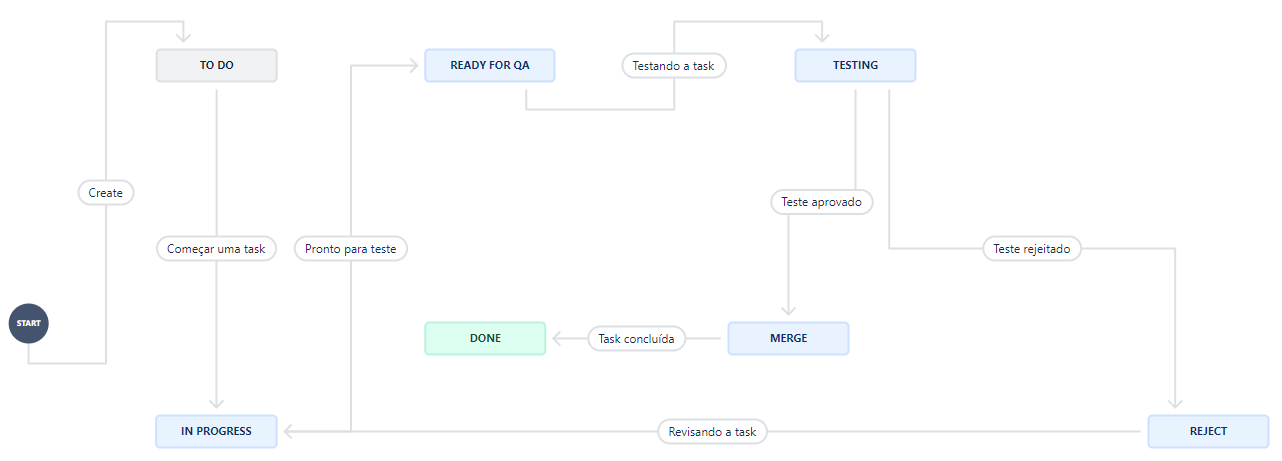 TO DO
READY FOR QA
Testando a task
TESTING
Create
Teste aprovado
Começar uma task
Pronto para teste
Teste rejeitado
START
DONE
Task concluída
MERGE
IN PROGRESS
Revisando a task
REJECT